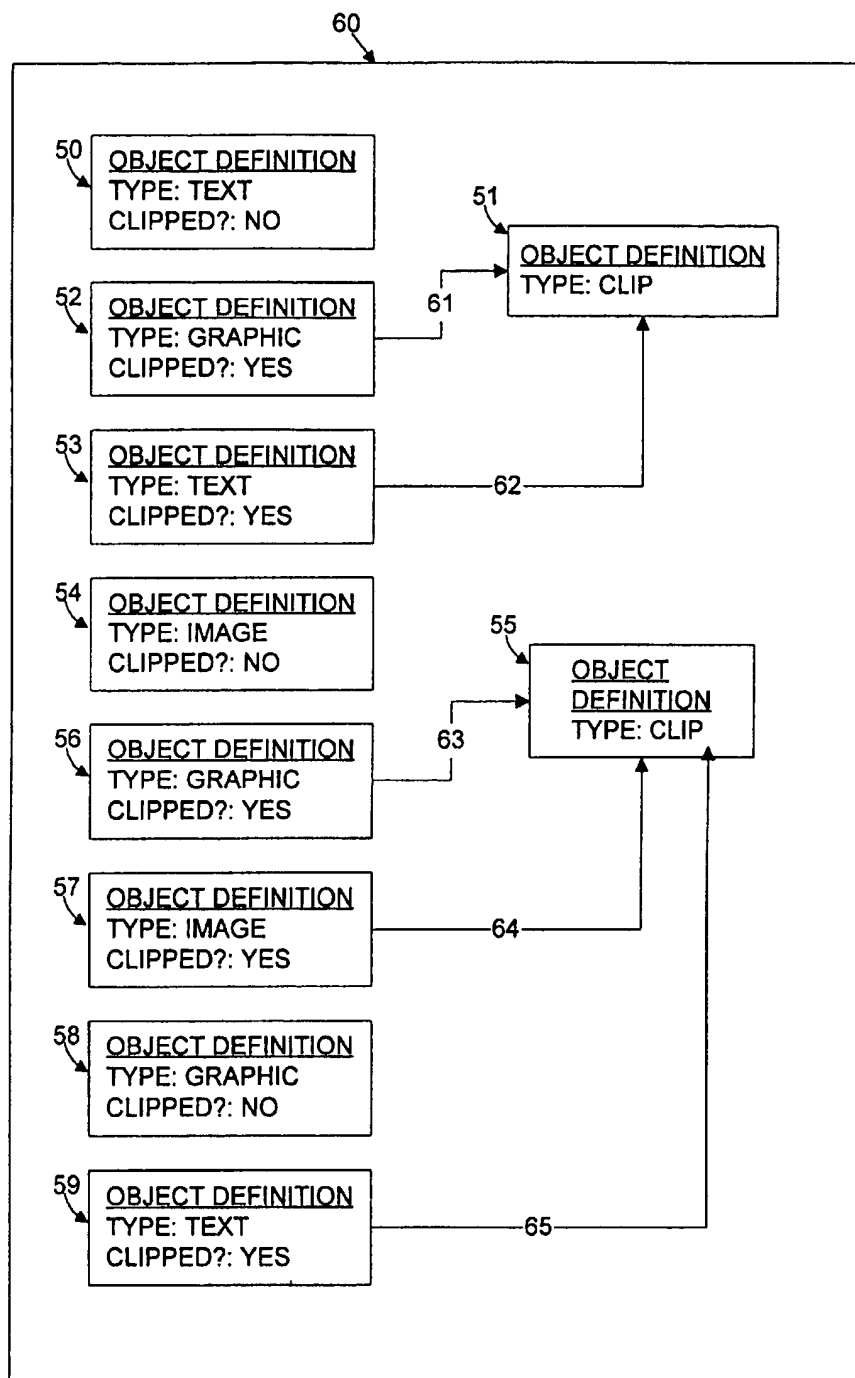 60
50
OBJECT DEFINITION
TYPE: TEXT
CLIPPED?: NO
51
OBJECT DEFINITION
TYPE: CLIP
52
OBJECT DEFINITION
TYPE: GRAPHIC
CLIPPED?: YES
61
53
OBJECT DEFINITION
TYPE: TEXT
CLIPPED?: YES
62
54
OBJECT DEFINITION
TYPE: IMAGE
CLIPPED?: NO
55
OBJECT
DEFINITION
TYPE: CLIP
56
OBJECT DEFINITION
TYPE: GRAPHIC
CLIPPED?: YES
63
57
OBJECT DEFINITION
TYPE: IMAGE
CLIPPED?: YES
64
58
OBJECT DEFINITION
TYPE: GRAPHIC
CLIPPED?: NO
59
OBJECT DEFINITION
TYPE: TEXT
CLIPPED?: YES
65